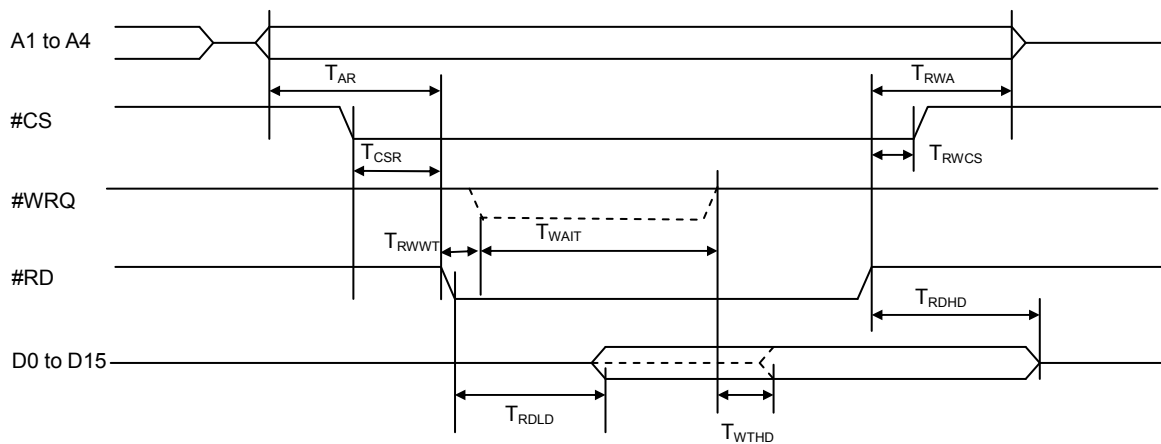 A1 to A4
T_AR
T_RWA
#CS
T_CSR
T_RWCS
#WRQ
T_RWWT
T_WAIT
#RD
T_RDHD
D0 to D15
T_RDLD
T_WTHD